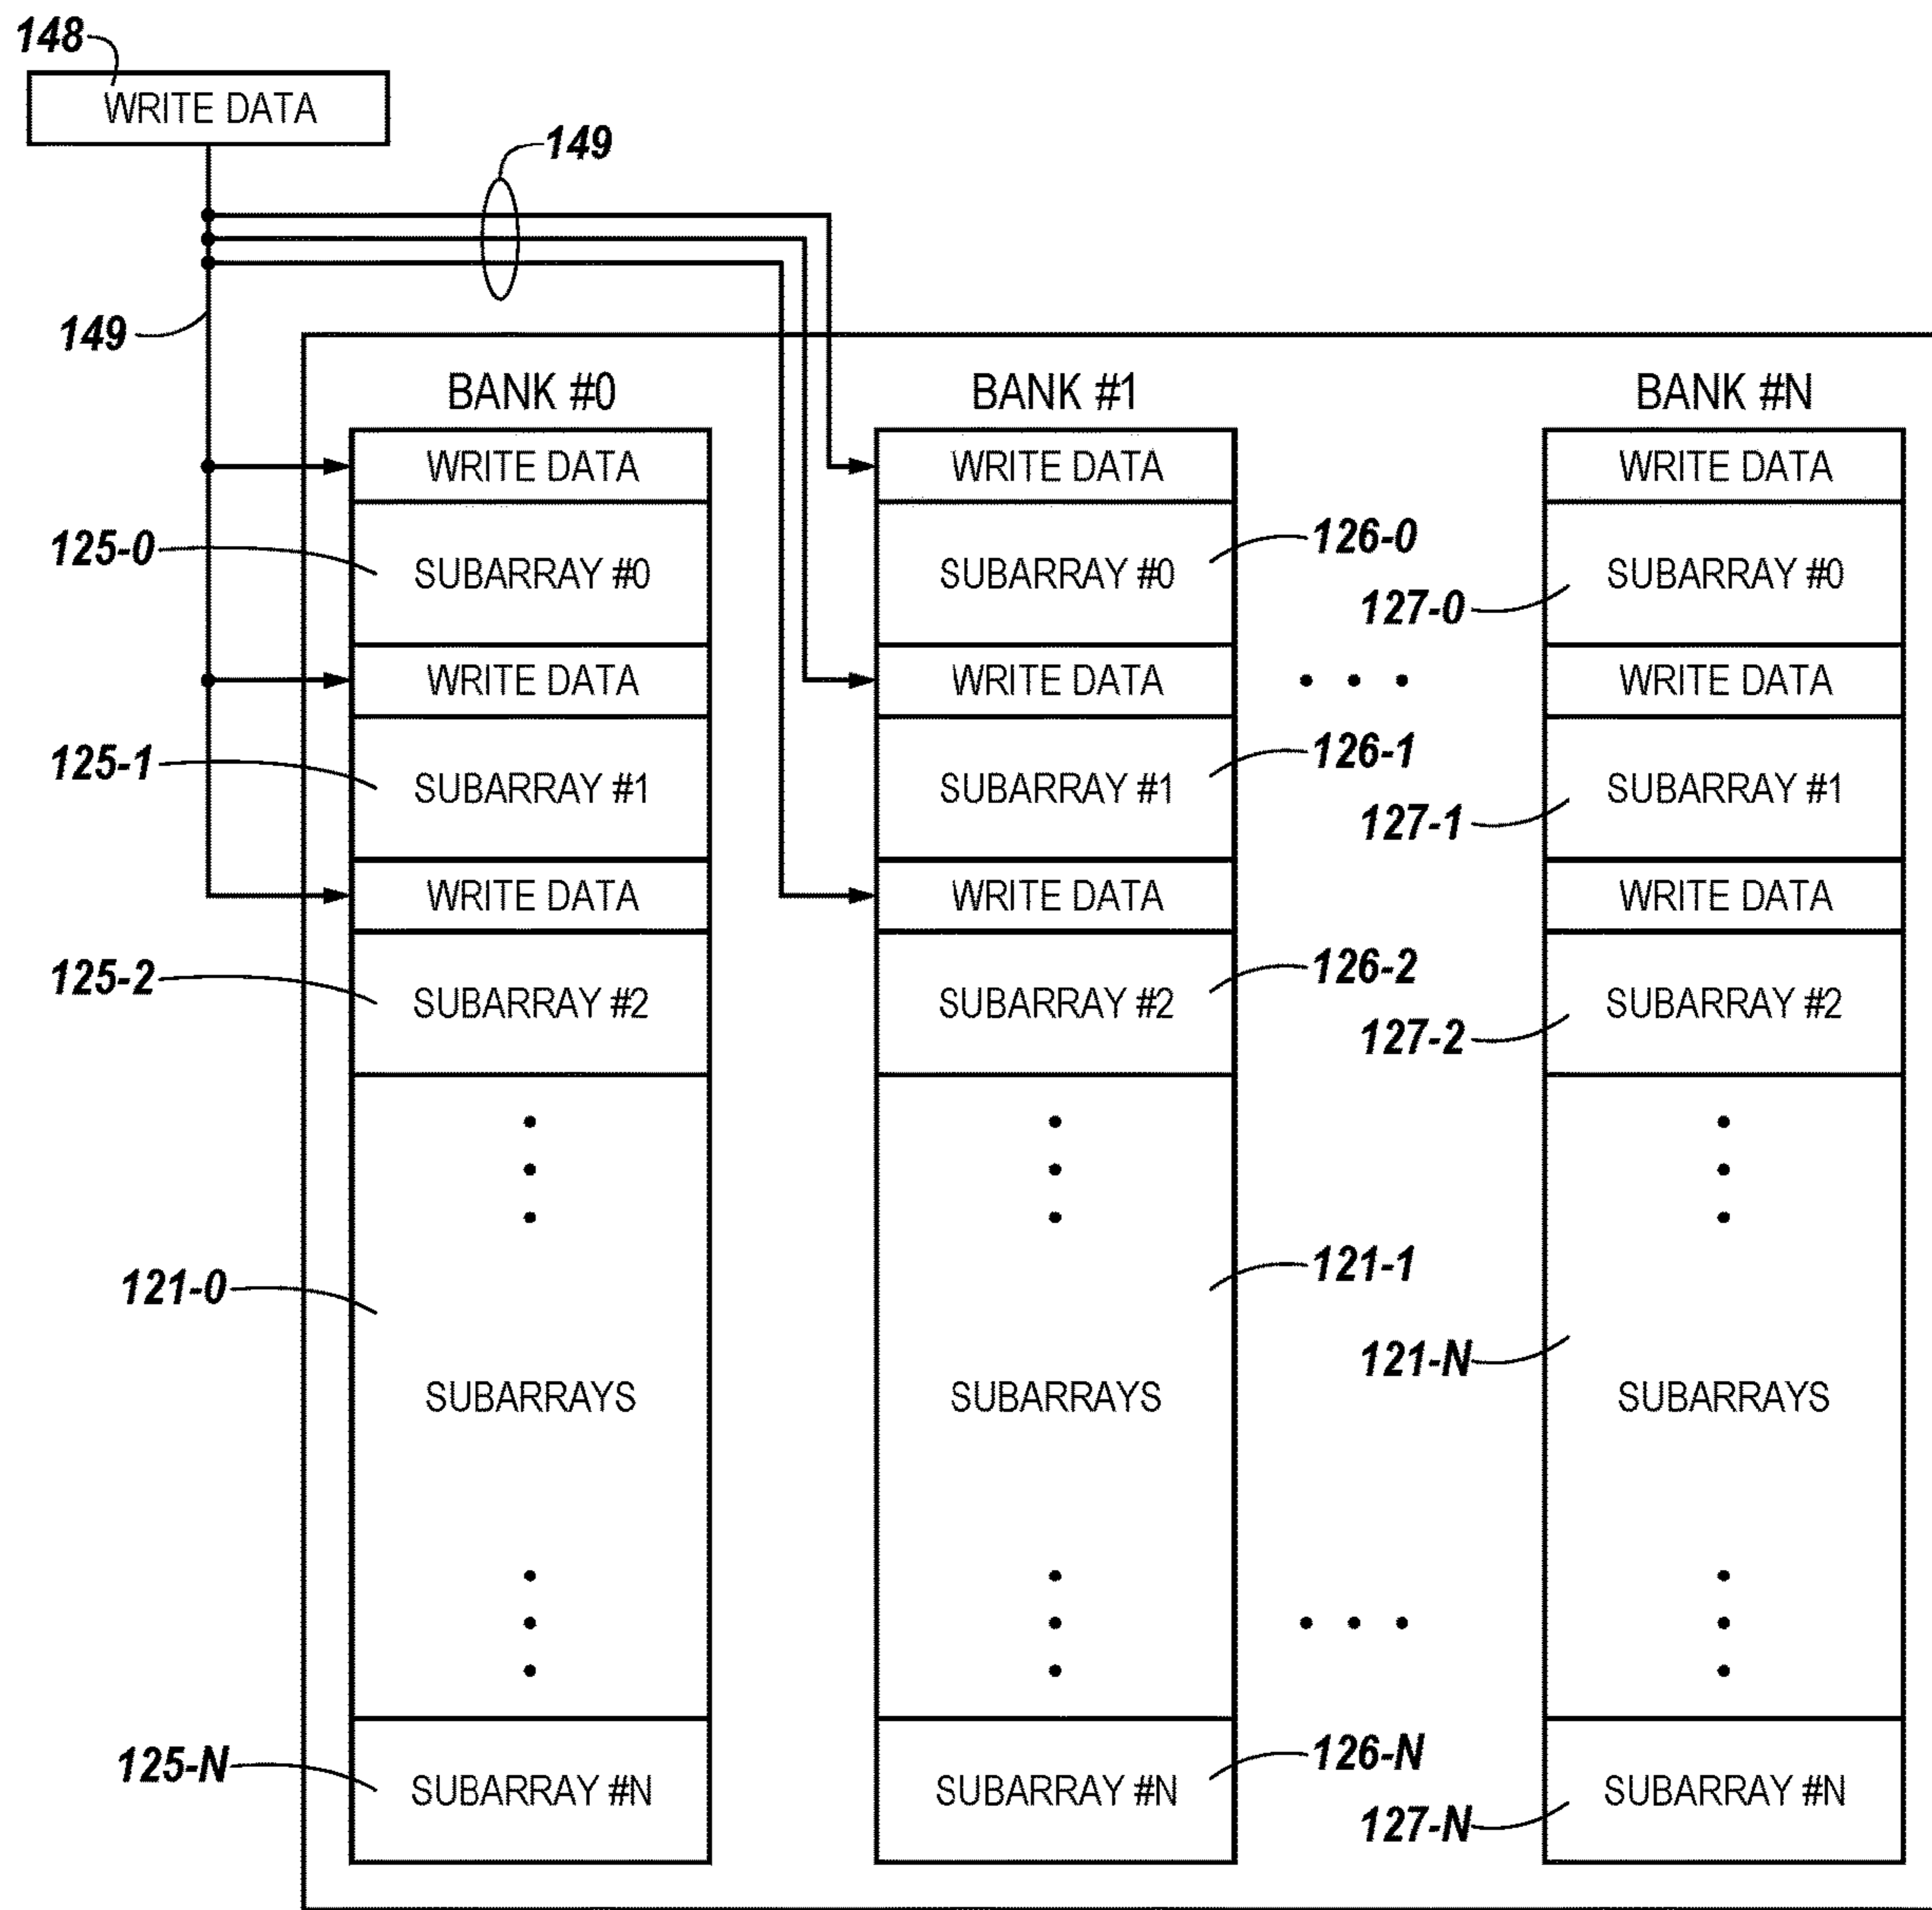 148
WRITE DATA
149
149
BANK #0 BANK #1 BANK #N
WRITE DATA WRITE DATA WRITE DATA
125-0 SUBARRAY #0 SUBARRAY #0 126-0 127-0 SUBARRAY #0
WRITE DATA WRITE DATA WRITE DATA
125-1 SUBARRAY #1 SUBARRAY #1 126-1 127-1 SUBARRAY #1
WRITE DATA WRITE DATA WRITE DATA
125-2 SUBARRAY #2 SUBARRAY #2 126-2 127-2 SUBARRAY #2
121-0 121-1 121-N
SUBARRAYS SUBARRAYS SUBARRAYS
125-N SUBARRAY #N SUBARRAY #N 126-N 127-N SUBARRAY #N